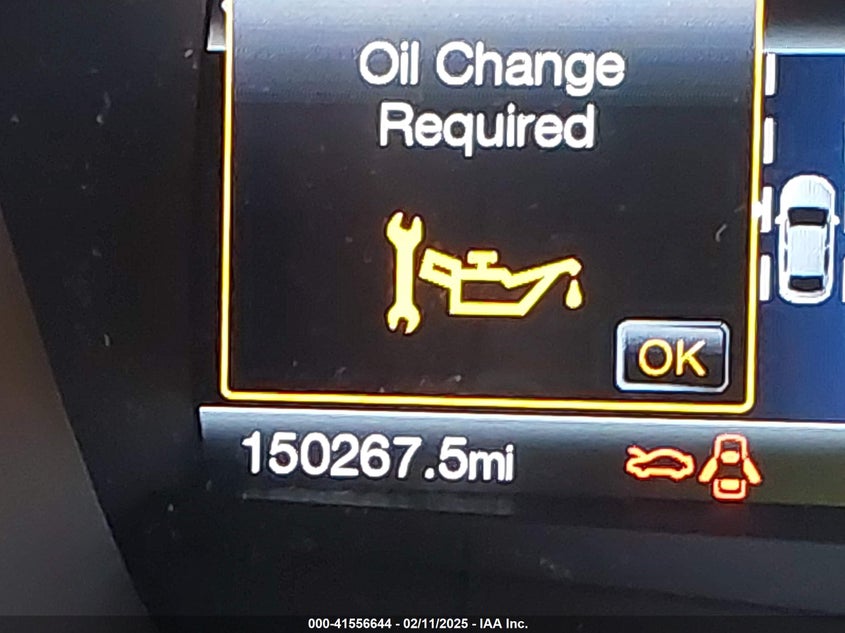 Oil Change
Required
OK
150267.5mi
000-41556644 - 02/11/2025 - IAA Inc.